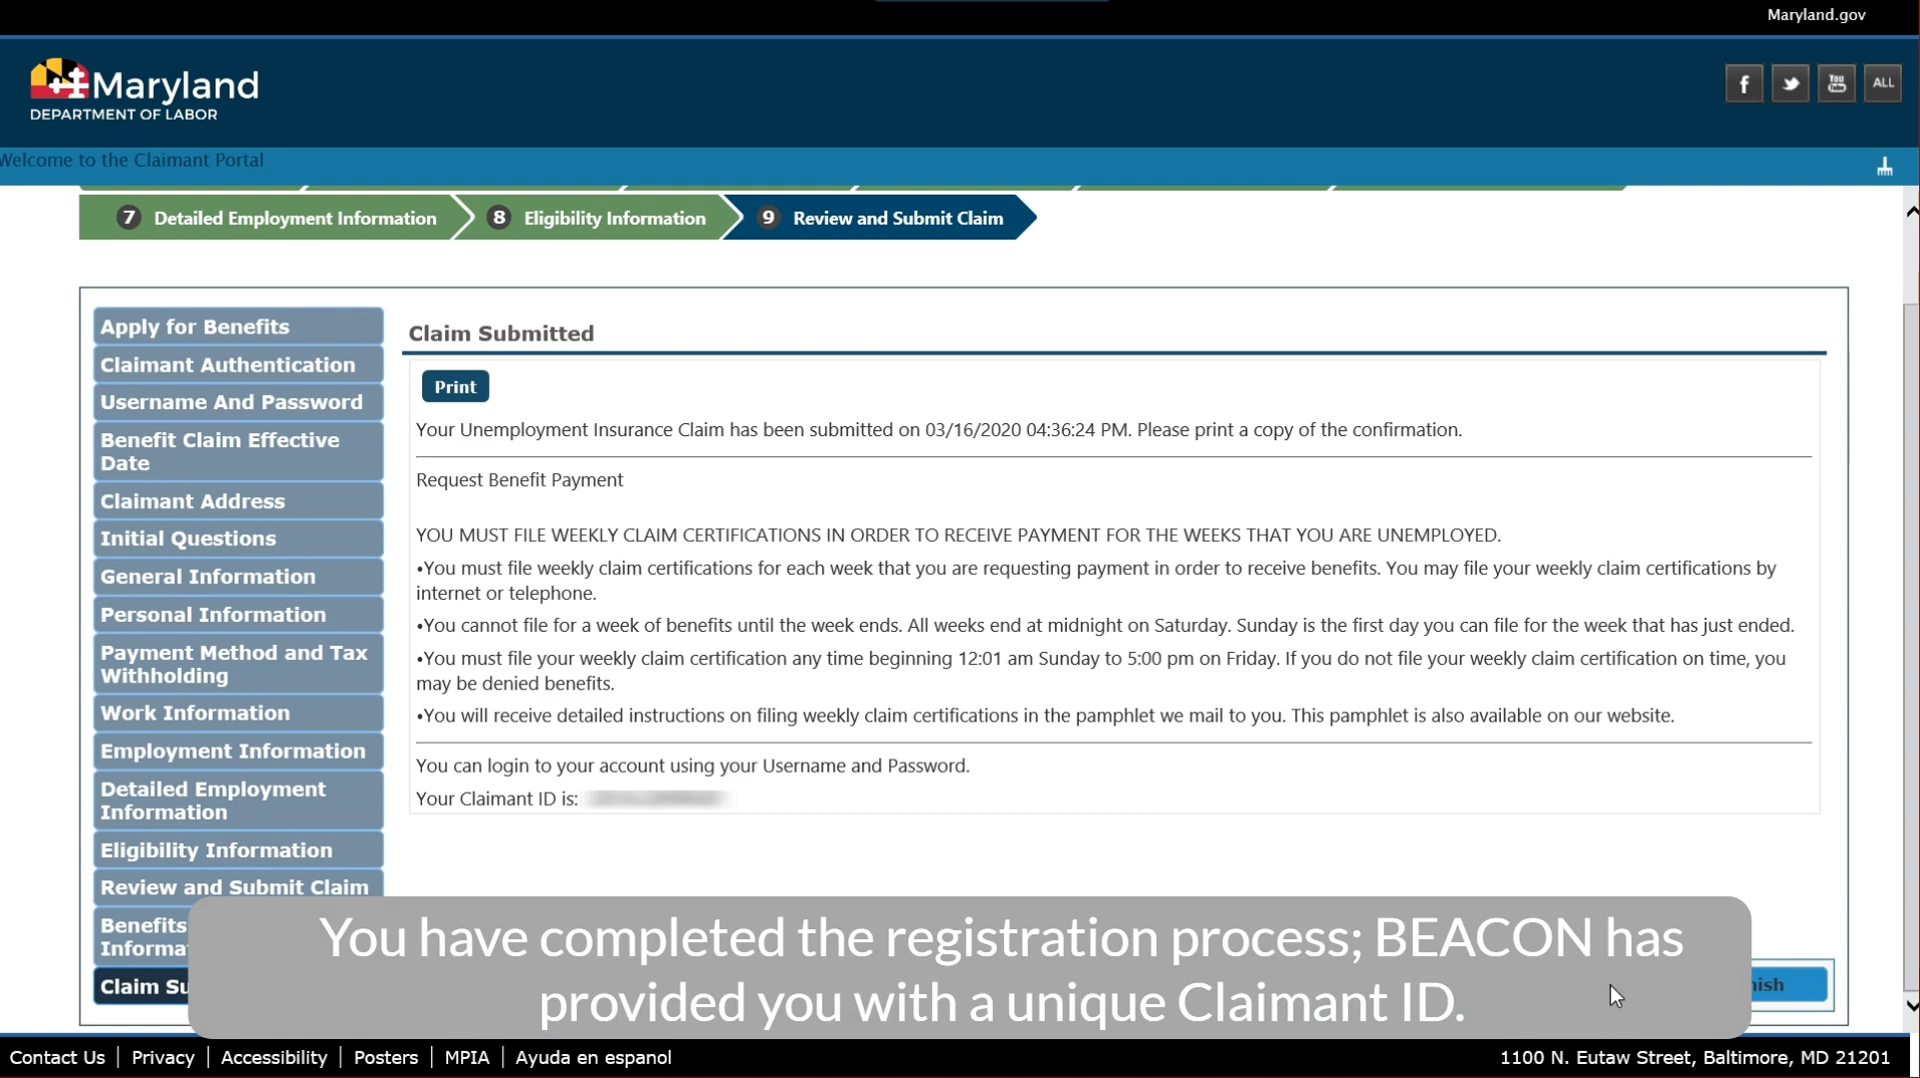 Maryland.gov
Maryland
DEPARTMENT OF LABOR
f
You
ALL
Welcome to the Claimant Portal
7 Detailed Employment Information
8 Eligibility Information
9 Review and Submit Claim
Apply for Benefits
Claimant Authentication
Username And Password
Benefit Claim Effective
Date
Claimant Address
Initial Questions
General Information
Personal Information
Payment Method and Tax
Withholding
Work Information
Employment Information
Detailed Employment
Information
Eligibility Information
Review and Submit Claim
Benefits
Informa
Claim Su
Claim Submitted
Print
Your Unemployment Insurance Claim has been submitted on 03/16/2020 04:36:24 PM. Please print a copy of the confirmation.
Request Benefit Payment
YOU MUST FILE WEEKLY CLAIM CERTIFICATIONS IN ORDER TO RECEIVE PAYMENT FOR THE WEEKS THAT YOU ARE UNEMPLOYED.
•You must file weekly claim certifications for each week that you are requesting payment in order to receive benefits. You may file your weekly claim certifications by
internet or telephone.
•You cannot file for a week of benefits until the week ends. All weeks end at midnight on Saturday. Sunday is the first day you can file for the week that has just ended.
•You must file your weekly claim certification any time beginning 12:01 am Sunday to 5:00 pm on Friday. If you do not file your weekly claim certification on time, you
may be denied benefits.
•You will receive detailed instructions on filing weekly claim certifications in the pamphlet we mail to you. This pamphlet is also available on our website.
You can login to your account using your Username and Password.
Your Claimant ID is:
nish
You have completed the registration process; BEACON has
provided you with a unique Claimant ID.
Contact Us | Privacy | Accessibility | Posters | MPIA | Ayuda en espanol
1100 N. Eutaw Street, Baltimore, MD 21201